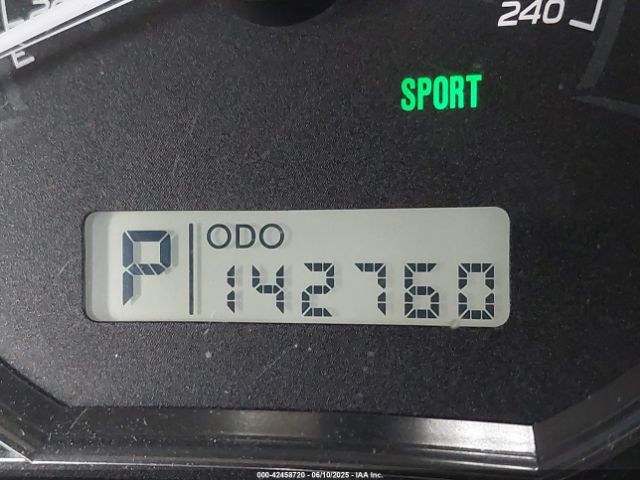 240
E
SPORT
P
ODO
142760
000-42458720 - 06/10/2025 - IAA Inc.